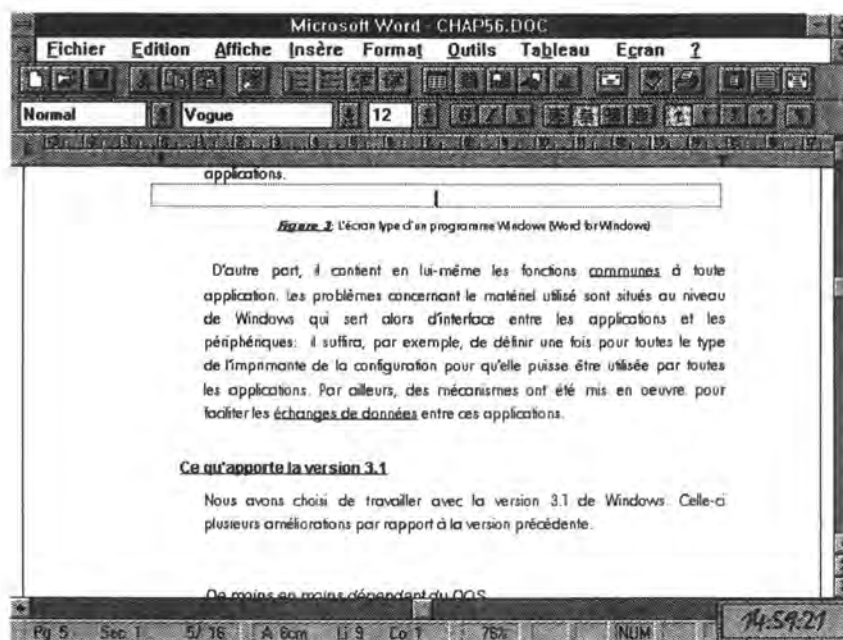 Microsoft Word - CHAP56.DOC
Fichier Edition Affiche Insère Format Outils Tableau Ecran ?
Normal Vogue 12
applications.
Figure 3: L'écran type d'un programme Windows (Word for Windows)
D'autre part, il contient en lui-même les fonctions communes à toute
application. Les problèmes concernant le matériel utilisé sont situés au niveau
de Windows qui sert alors d'interface entre les applications et les
périphériques: il suffira, par exemple, de définir une fois pour toutes le type
de l'imprimante de la configuration pour qu'elle puisse être utilisée par toutes
les applications. Par ailleurs, des mécanismes ont été mis en oeuvre pour
faciliter les échanges de données entre ces applications.
Ce qu'apporte la version 3.1
Nous avons choisi de travailler avec la version 3.1 de Windows. Celle-ci
plusieurs améliorations par rapport à la version précédente.
De moins en moins dépendant du DOS
Pg 5 Sec 1 5/16 A 6cm Li 9 Co 1 76% NUM 14:59:21